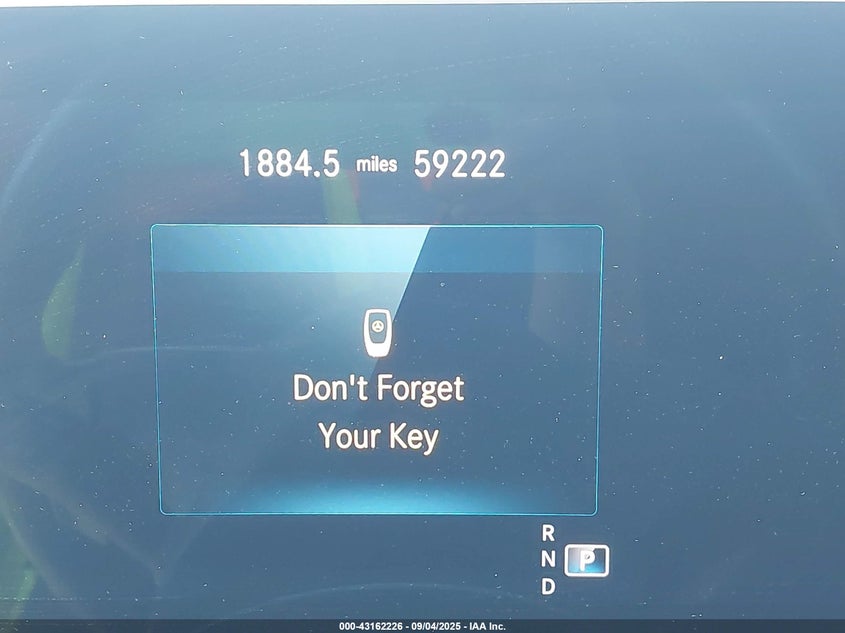 1884.5 miles 59222
Don't Forget
Your Key
R
N P
D
000-43162226 - 09/04/2025 - IAA Inc.